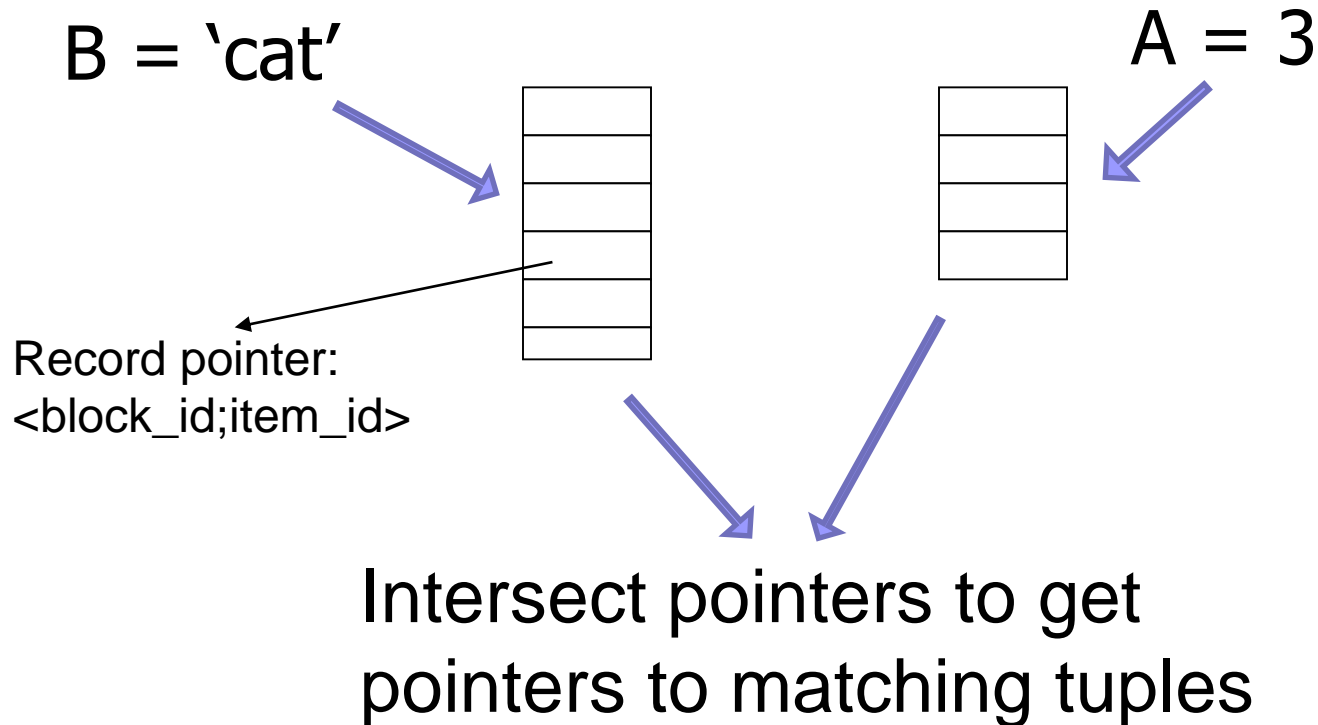 B = ‘cat’
A = 3
Record pointer:
<block_id;item_id>
Intersect pointers to get
pointers to matching tuples